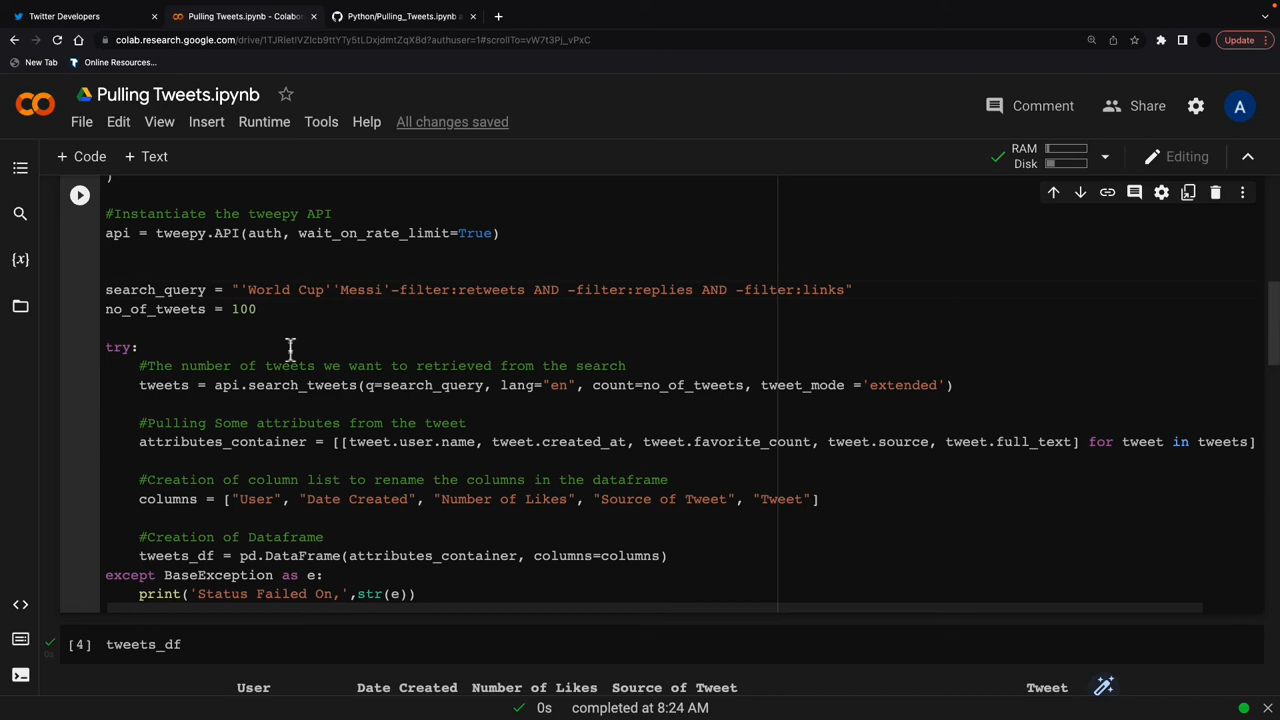 Twitter Developers
Pulling Tweets.ipynb - Colabo
Python/Pulling_Tweets.ipynb a
colab.research.google.com/drive/1TJRIetIVZIcb9ttYTy5tLDxjdmtZqX8d?authuser=1#scrollTo=vW7t3Pj_vPxC
Update
New Tab
Online Resources...
Pulling Tweets.ipynb
Comment
Share
A
File Edit View Insert Runtime Tools Help All changes saved
+ Code + Text
RAM
Disk
Editing
)
#Instantiate the tweepy API
api = tweepy.API(auth, wait_on_rate_limit=True)
search_query = "'World Cup''Messi'-filter:retweets AND -filter:replies AND -filter:links"
no_of_tweets = 100
try:
#The number of tweets we want to retrieved from the search
tweets = api.search_tweets(q=search_query, lang="en", count=no_of_tweets, tweet_mode ='extended')
#Pulling Some attributes from the tweet
attributes_container = [[tweet.user.name, tweet.created_at, tweet.favorite_count, tweet.source, tweet.full_text] for tweet in tweets]
#Creation of column list to rename the columns in the dataframe
columns = ["User", "Date Created", "Number of Likes", "Source of Tweet", "Tweet"]
#Creation of Dataframe
tweets_df = pd.DataFrame(attributes_container, columns=columns)
except BaseException as e:
print('Status Failed On,',str(e))
[4] tweets_df
0s
User Date Created Number of Likes Source of Tweet Tweet
0s completed at 8:24 AM